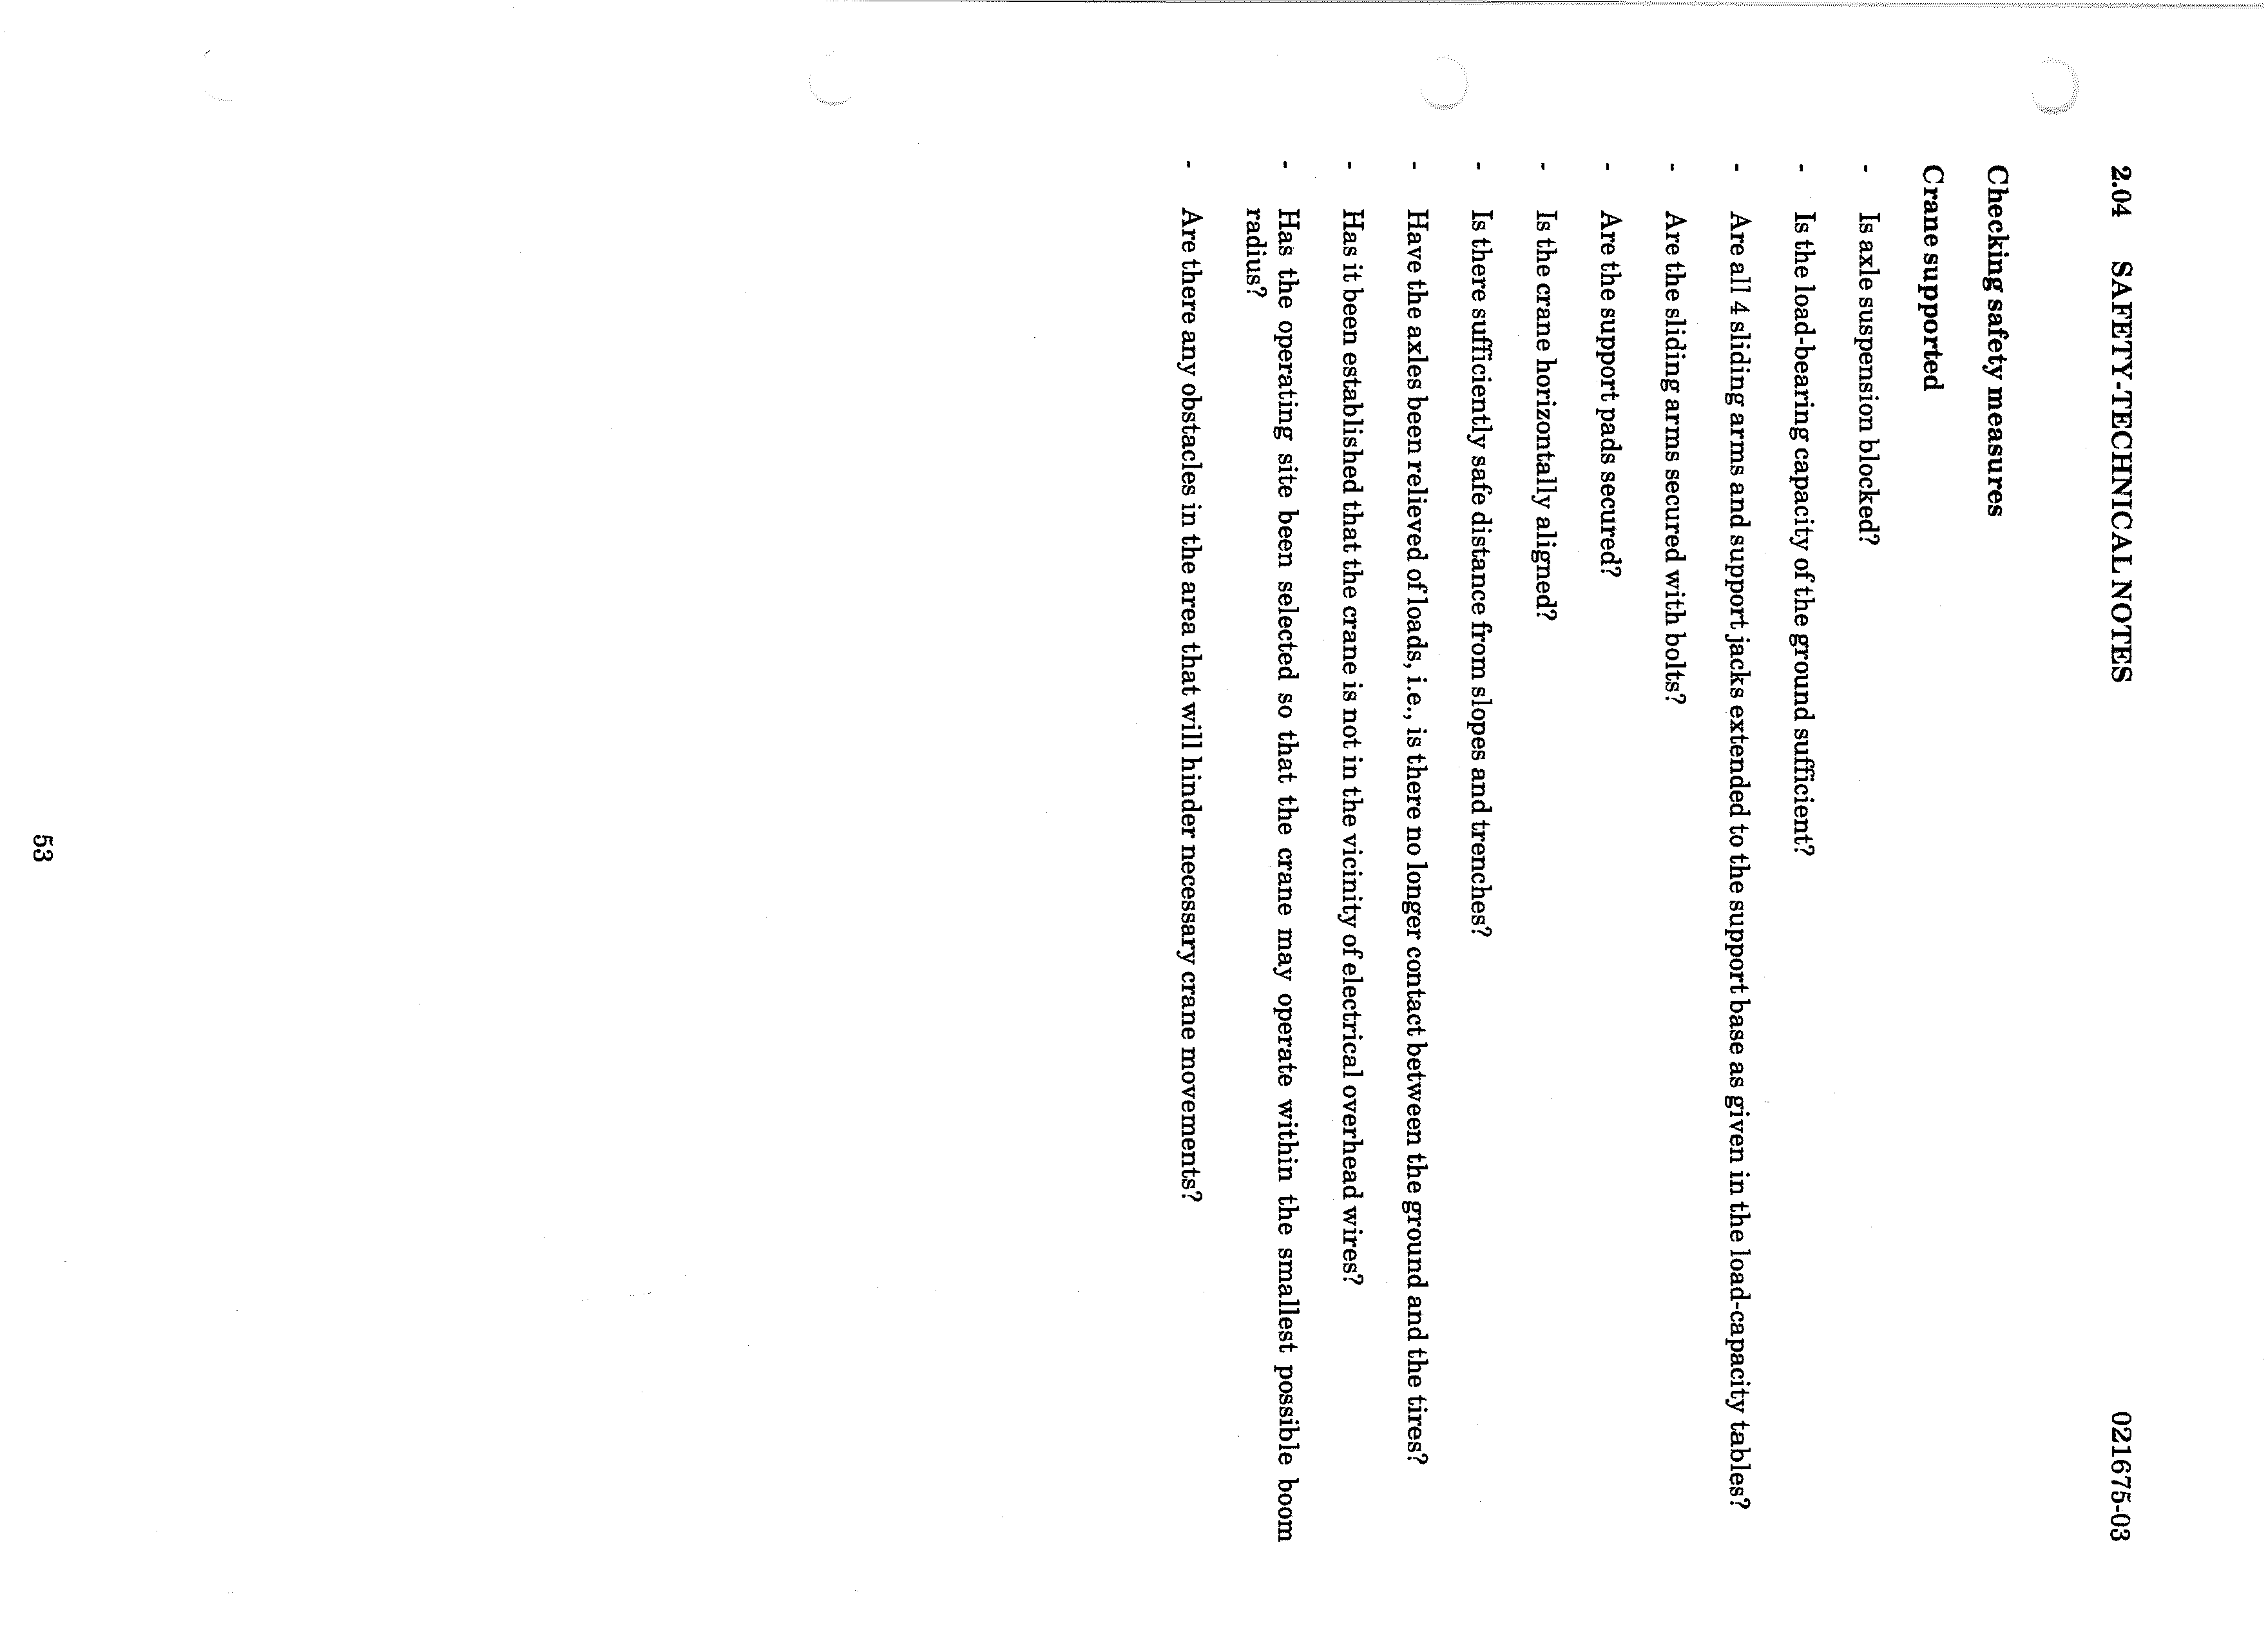 2.04 SAFETY-TECHNICAL NOTES 021675-03
Checking safety measures
Crane supported
- Is axle suspension blocked?
- Is the load-bearing capacity of the ground sufficient?
- Are all 4 sliding arms and support jacks extended to the support base as given in the load-capacity tables?
- Are the sliding arms secured with bolts?
- Are the support pads secured?
- Is the crane horizontally aligned?
- Is there sufficiently safe distance from slopes and trenches?
- Have the axles been relieved of loads, i.e., is there no longer contact between the ground and the tires?
- Has it been established that the crane is not in the vicinity of electrical overhead wires?
- Has the operating site been selected so that the crane may operate within the smallest possible boom
radius?
- Are there any obstacles in the area that will hinder necessary crane movements?
53